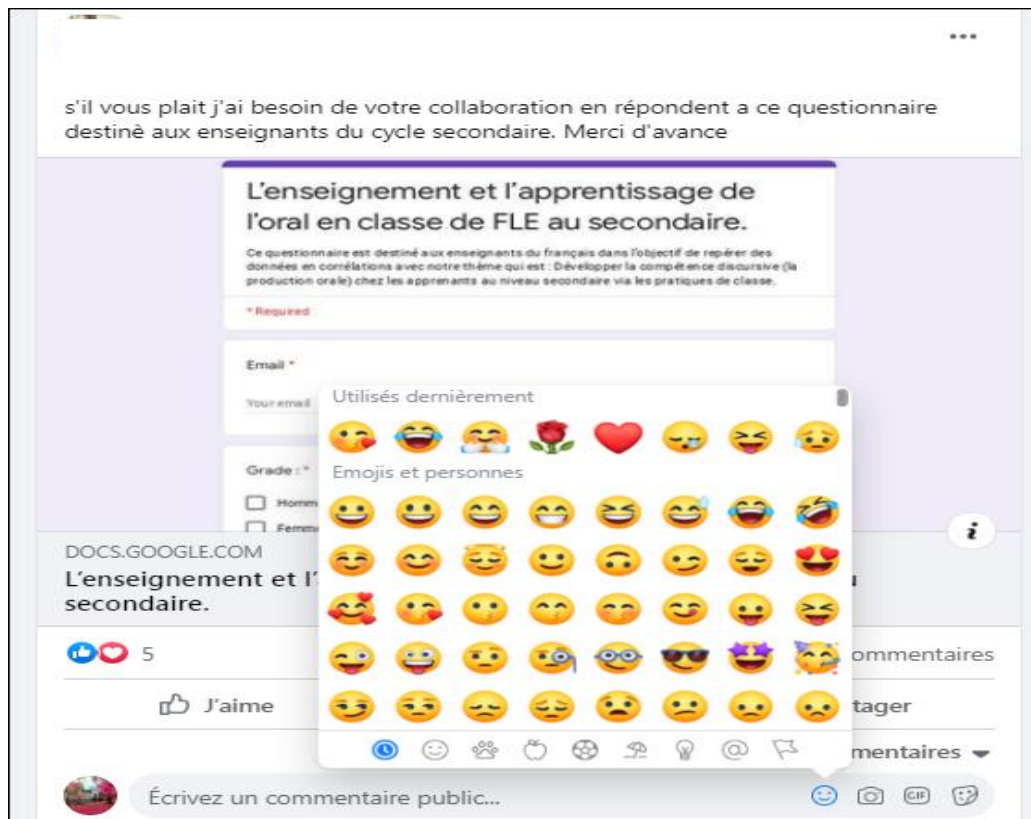 s'il vous plait j'ai besoin de votre collaboration en répondent a ce questionnaire
destinè aux enseignants du cycle secondaire. Merci d'avance
L'enseignement et l'apprentissage de
l'oral en classe de FLE au secondaire.
Ce questionnaire est destiné aux enseignants du français dans l'objectif de repérer des
données en corrélations avec notre thème qui est : Développer la compétence discursive (la
production orale) chez les apprenants au niveau secondaire via les pratiques de classe.
* Required
Email *
Your email
Utilisés dernièrement
Emojis et personnes
Grade : *
Homm
Femm
DOCS.GOOGLE.COM
L'enseignement et l'a
u
secondaire.
5
ommentaires
J'aime
tager
mentaires
Écrivez un commentaire public...
GIF